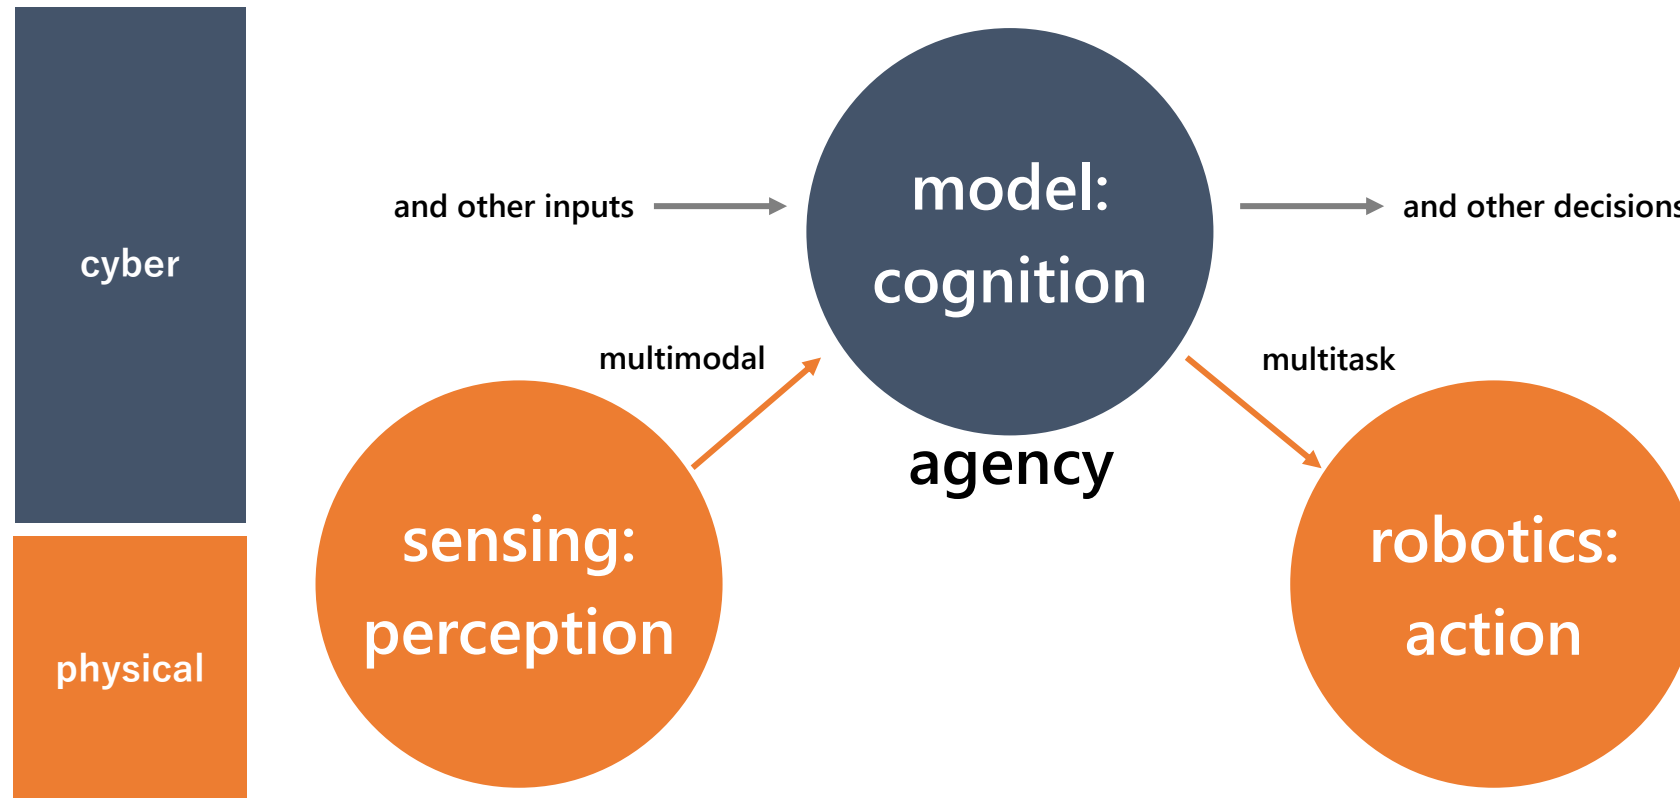 cyber
physical
and other inputs
model:
cognition
and other decisions
multimodal
multitask
agency
sensing:
perception
robotics:
action